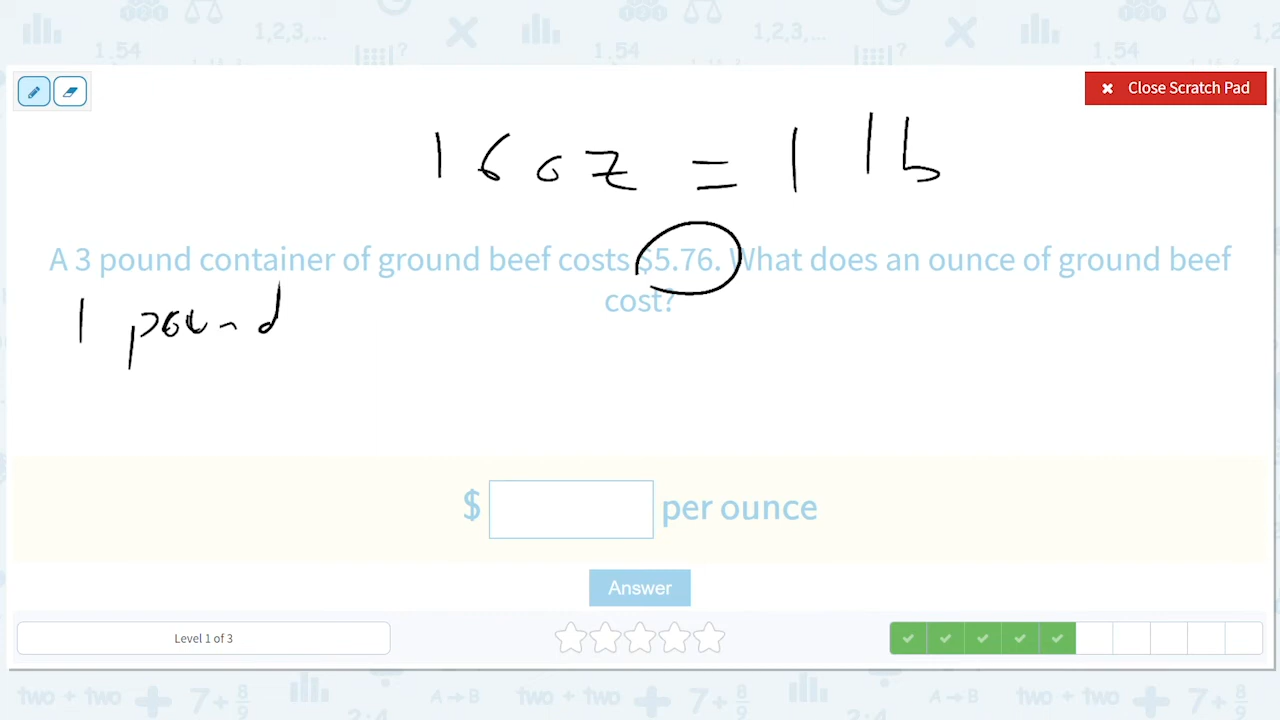 Close Scratch Pad
16 oz = 1 lb
A 3 pound container of ground beef costs $5.76. What does an ounce of ground beef
cost?
1 pound
$ per ounce
Answer
Level 1 of 3